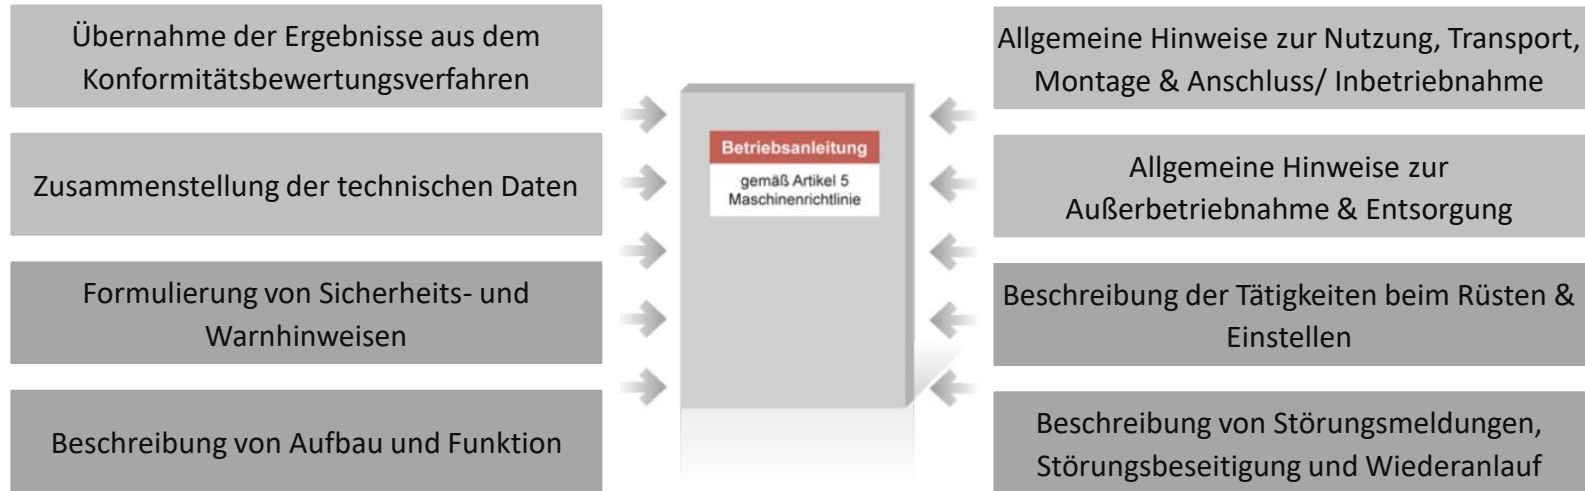 Übernahme der Ergebnisse aus dem
Konformitätsbewertungsverfahren
Zusammenstellung der technischen Daten
Formulierung von Sicherheits- und
Warnhinweisen
Beschreibung von Aufbau und Funktion
Betriebsanleitung
gemäß Artikel 5
Maschinenrichtlinie
Allgemeine Hinweise zur Nutzung, Transport,
Montage & Anschluss/ Inbetriebnahme
Allgemeine Hinweise zur
Außerbetriebnahme & Entsorgung
Beschreibung der Tätigkeiten beim Rüsten &
Einstellen
Beschreibung von Störungsmeldungen,
Störungsbeseitigung und Wiederanlauf